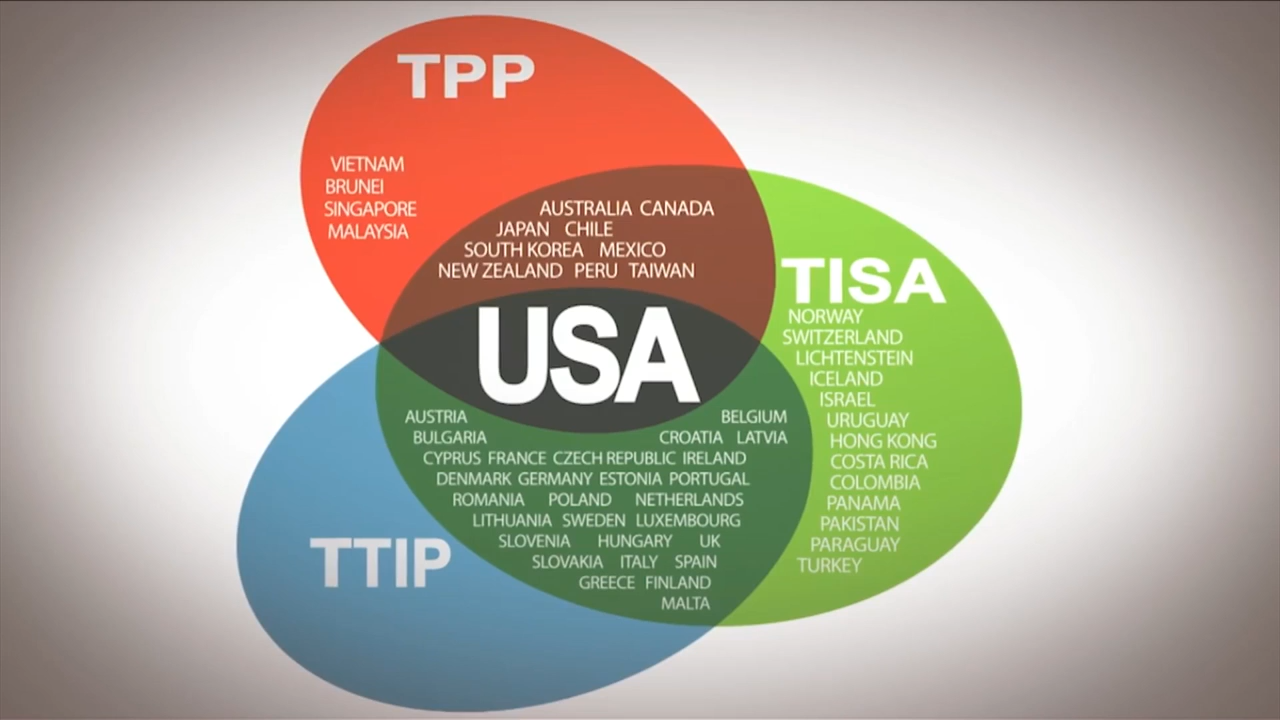 TPP
VIETNAM
BRUNEI
SINGAPORE
MALAYSIA
AUSTRALIA CANADA
JAPAN CHILE
SOUTH KOREA MEXICO
NEW ZEALAND PERU TAIWAN
USA
TISA
NORWAY
SWITZERLAND
LICHTENSTEIN
ICELAND
ISRAEL
URUGUAY
HONG KONG
COSTA RICA
COLOMBIA
PANAMA
PAKISTAN
PARAGUAY
TURKEY
AUSTRIA BELGIUM
BULGARIA CROATIA LATVIA
CYPRUS FRANCE CZECH REPUBLIC IRELAND
DENMARK GERMANY ESTONIA PORTUGAL
ROMANIA POLAND NETHERLANDS
LITHUANIA SWEDEN LUXEMBOURG
SLOVENIA HUNGARY UK
SLOVAKIA ITALY SPAIN
GREECE FINLAND
MALTA
TTIP